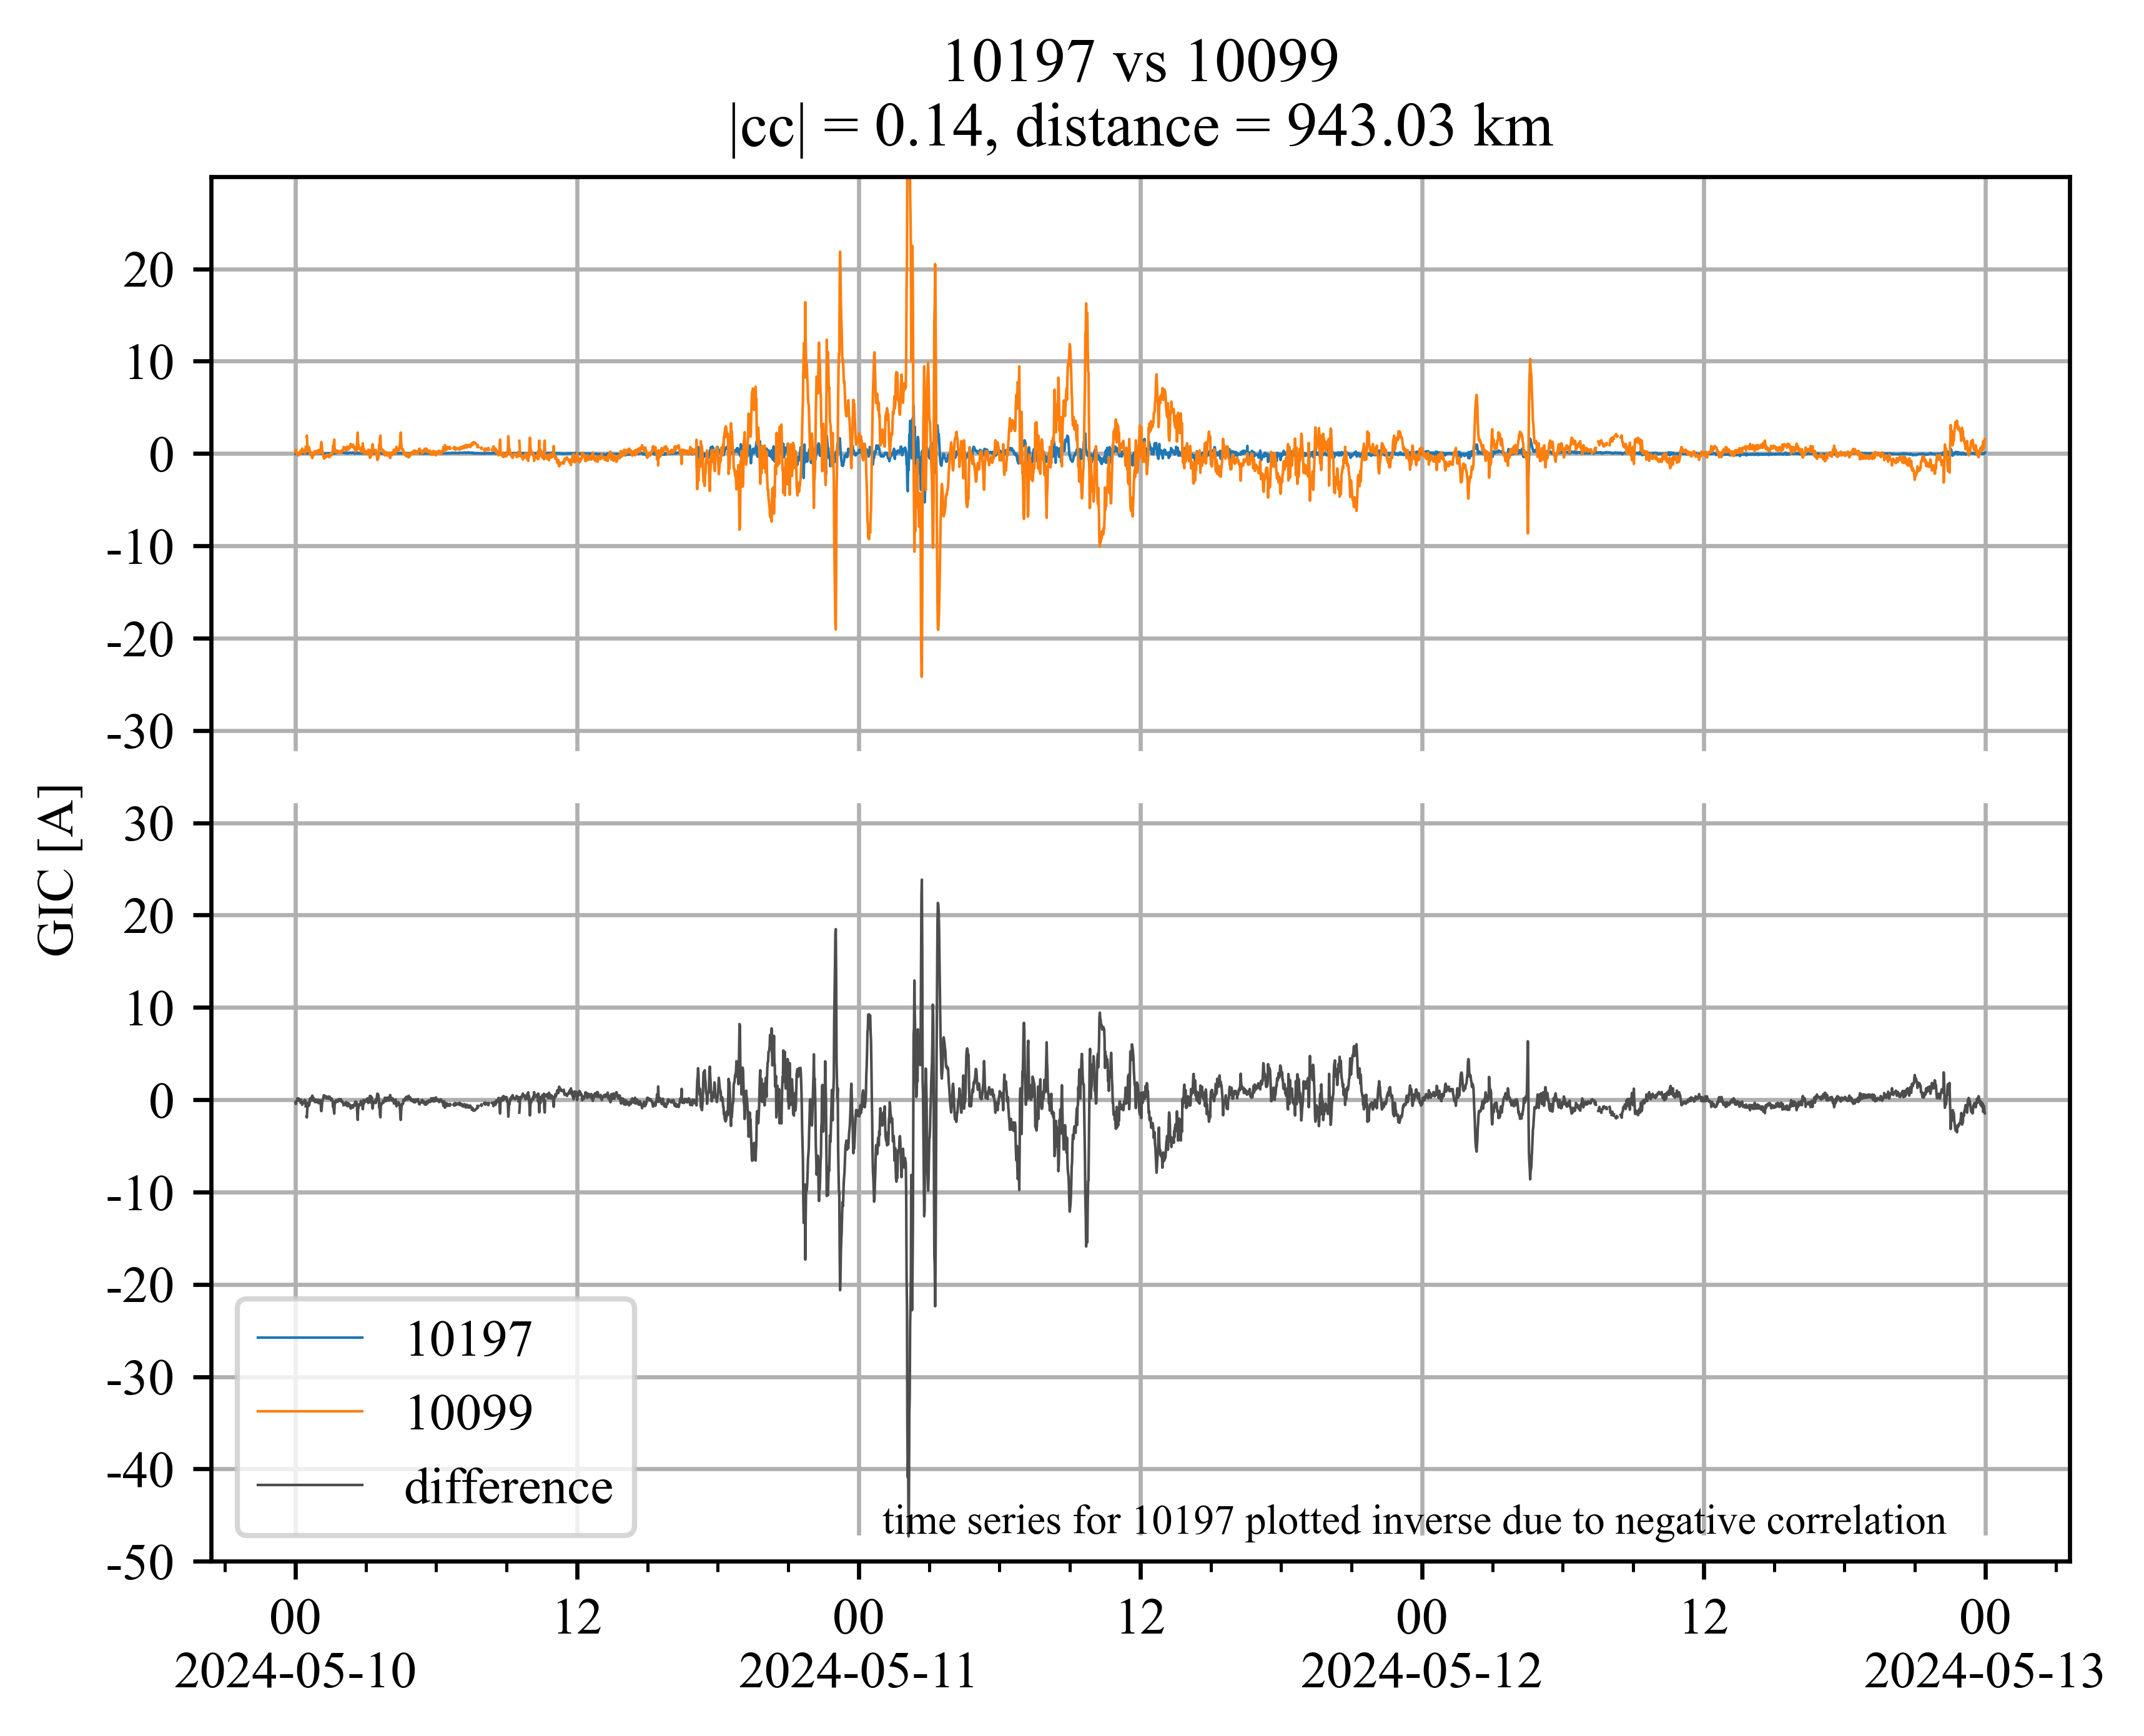 10197 vs 10099
|cc| = 0.14, distance = 943.03 km
GIC [A]
20
10
0
-10
-20
-30
30
20
10
0
-10
-20
-30
-40
-50
10197
10099
difference
time series for 10197 plotted inverse due to negative correlation
00 12 00 12 00 12 00
2024-05-10 2024-05-11 2024-05-12 2024-05-13